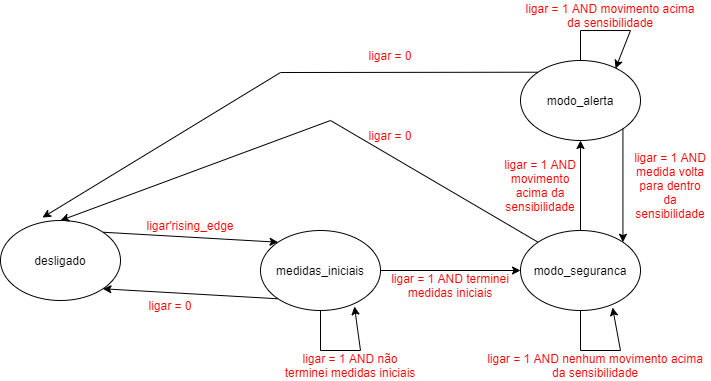 ligar = 1 AND movimento acima
da sensibilidade
ligar = 0
modo_alerta
ligar = 0
ligar = 1 AND
movimento
acima da
sensibilidade
ligar = 1 AND
medida volta
para dentro
da
sensibilidade
ligar'rising_edge
desligado
medidas_iniciais
ligar = 1 AND terminei
medidas iniciais
modo_seguranca
ligar = 0
ligar = 1 AND não
terminei medidas iniciais
ligar = 1 AND nenhum movimento acima
da sensibilidade